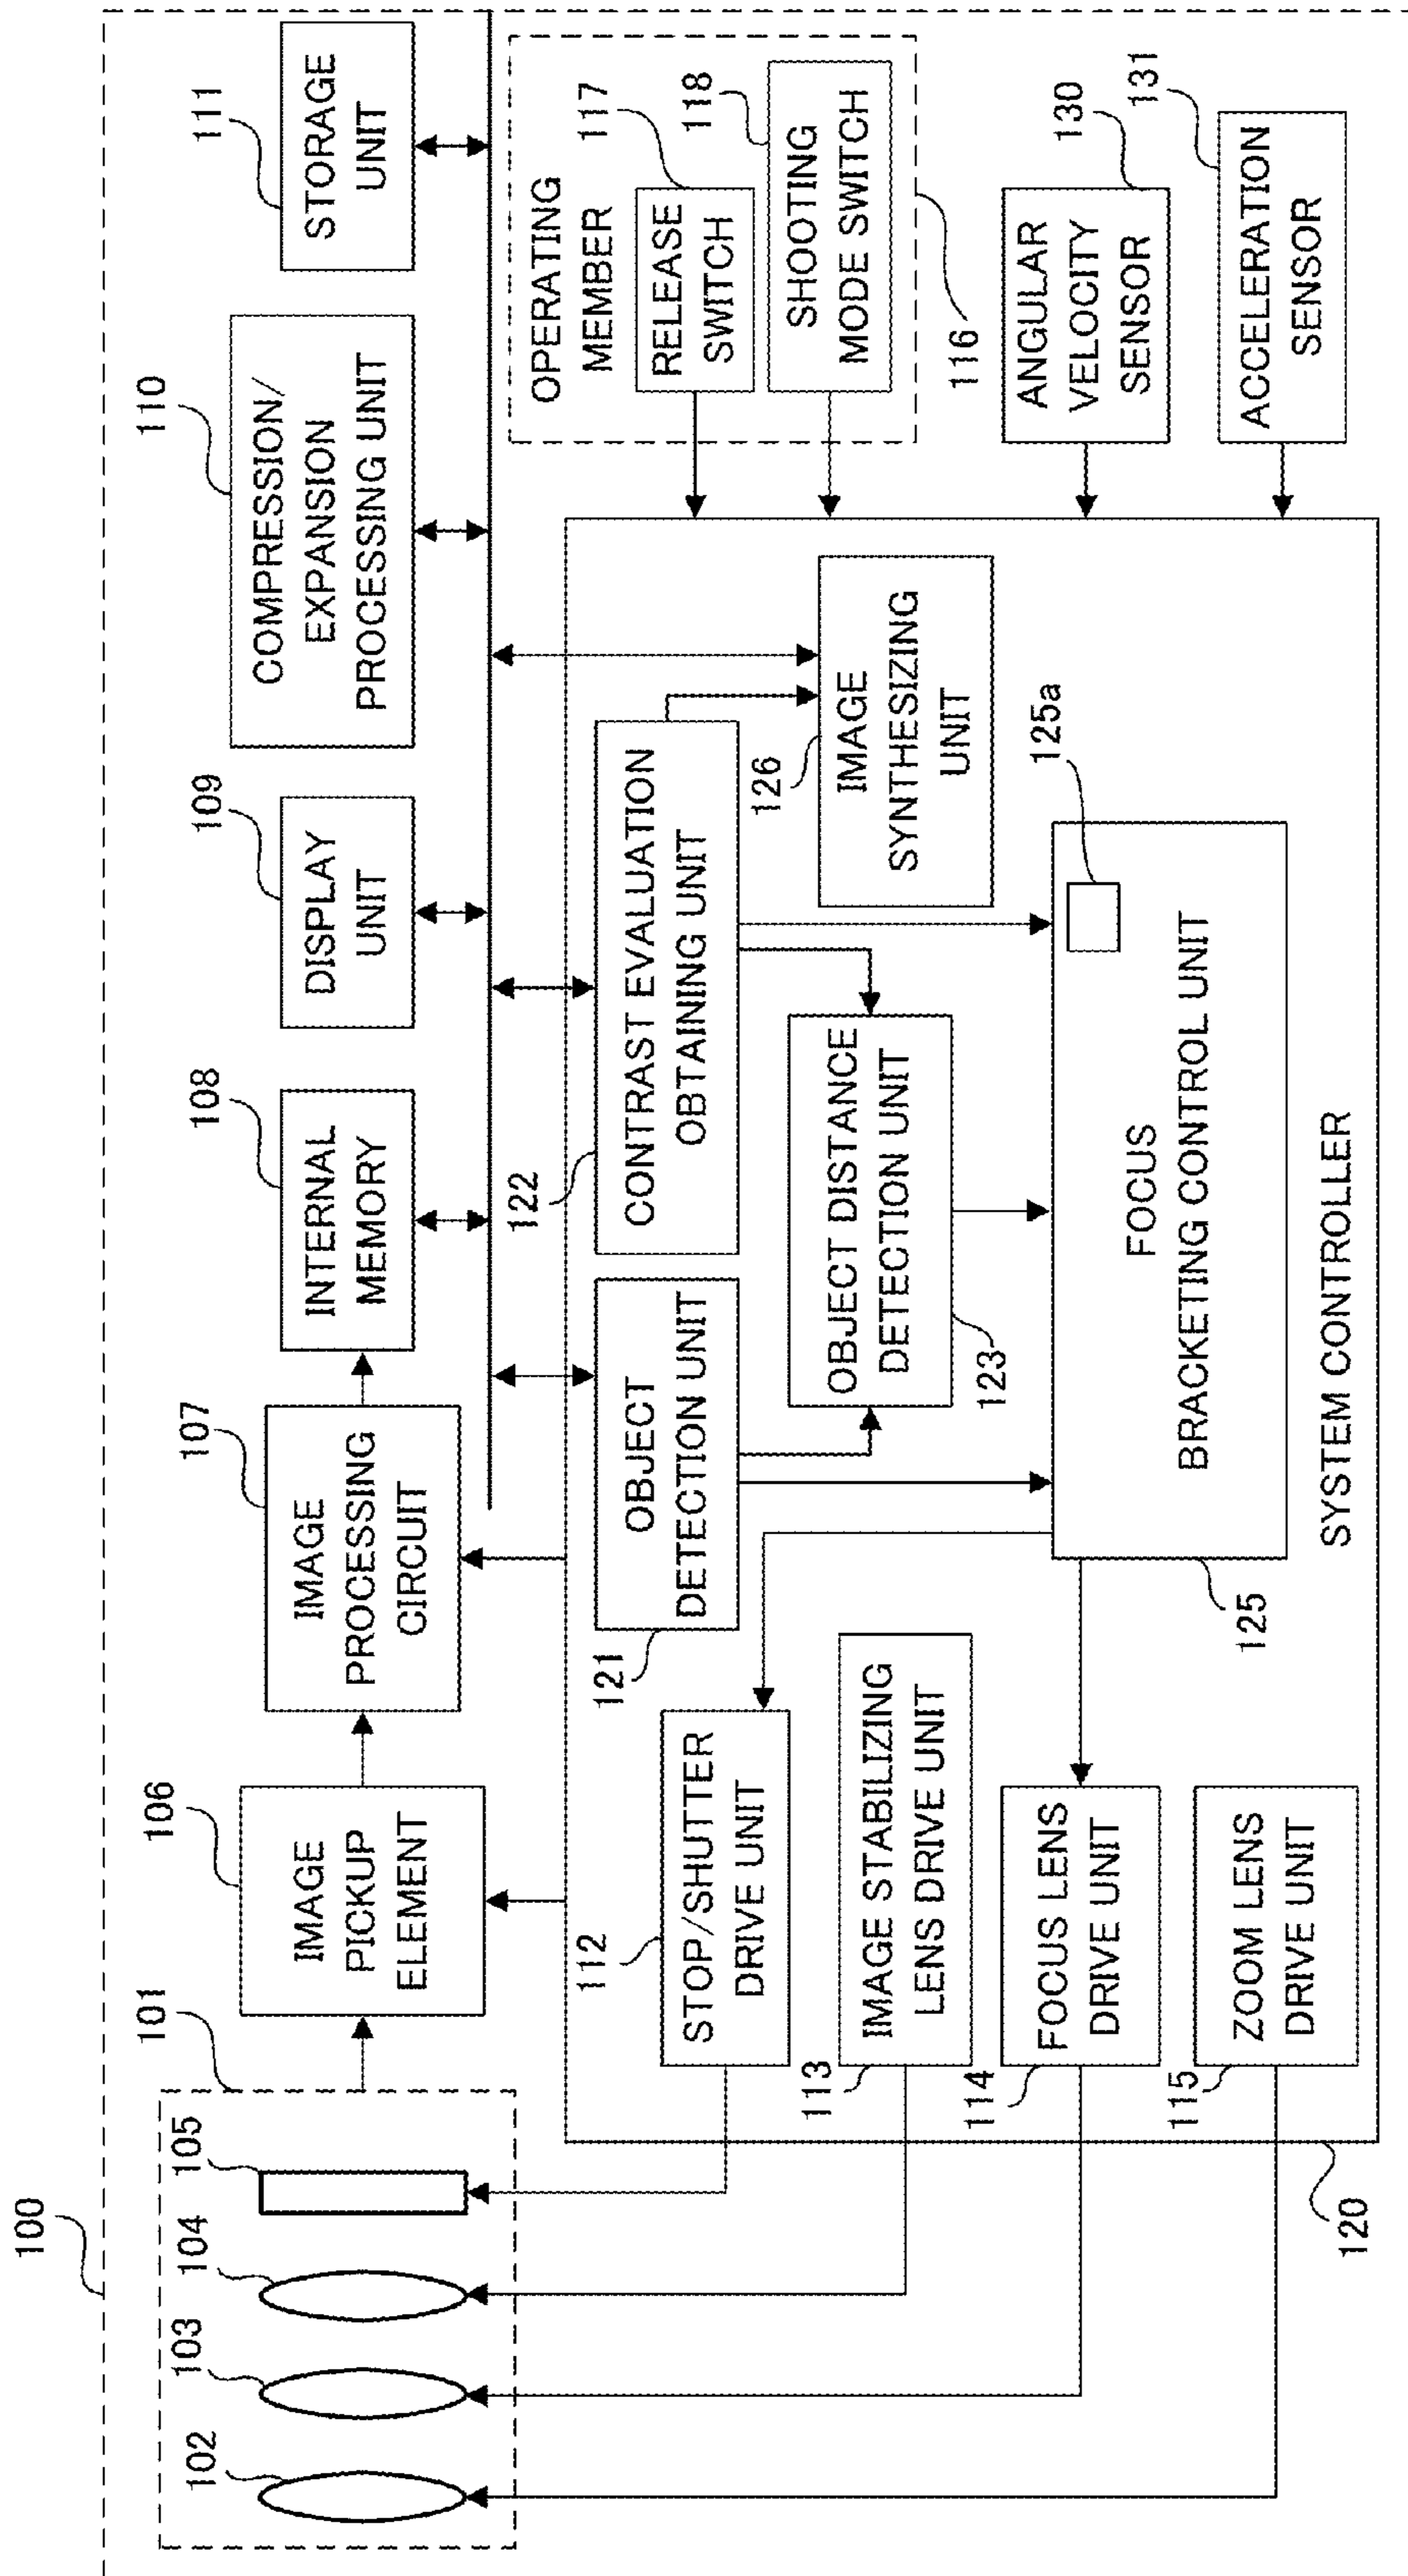 100
101
102
103
104
105
106
IMAGE
PICKUP
ELEMENT
107
IMAGE
PROCESSING
CIRCUIT
108
INTERNAL
MEMORY
109
DISPLAY
UNIT
110
COMPRESSION/
EXPANSION
PROCESSING UNIT
111
STORAGE
UNIT
112
STOP/SHUTTER
DRIVE UNIT
113
IMAGE STABILIZING
LENS DRIVE UNIT
114
FOCUS LENS
DRIVE UNIT
115
ZOOM LENS
DRIVE UNIT
120
121
OBJECT
DETECTION UNIT
122
CONTRAST EVALUATION
OBTAINING UNIT
OBJECT DISTANCE
DETECTION UNIT
123
126
IMAGE
SYNTHESIZING
UNIT
125a
FOCUS
BRACKETING CONTROL UNIT
125
SYSTEM CONTROLLER
OPERATING
MEMBER
RELEASE
SWITCH
117
SHOOTING
MODE SWITCH
118
116
ANGULAR
VELOCITY
SENSOR
130
ACCELERATION
SENSOR
131